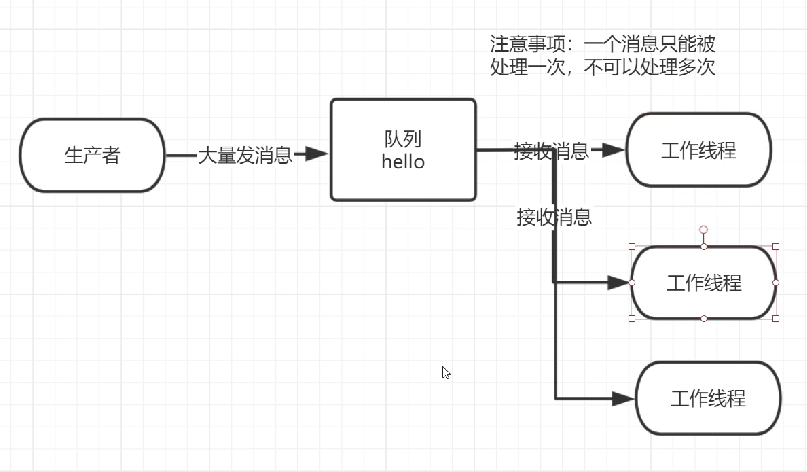 注意事项：一个消息只能被
处理一次，不可以处理多次
生产者
大量发消息
队列
hello
接收消息
工作线程
接收消息
工作线程
工作线程